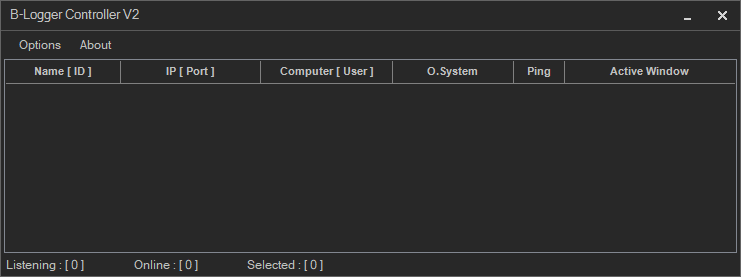 B-Logger Controller V2
Options About
Name [ ID ] IP [ Port ] Computer [ User ] O.System Ping Active Window
Listening : [ 0 ] Online : [ 0 ] Selected : [ 0 ]